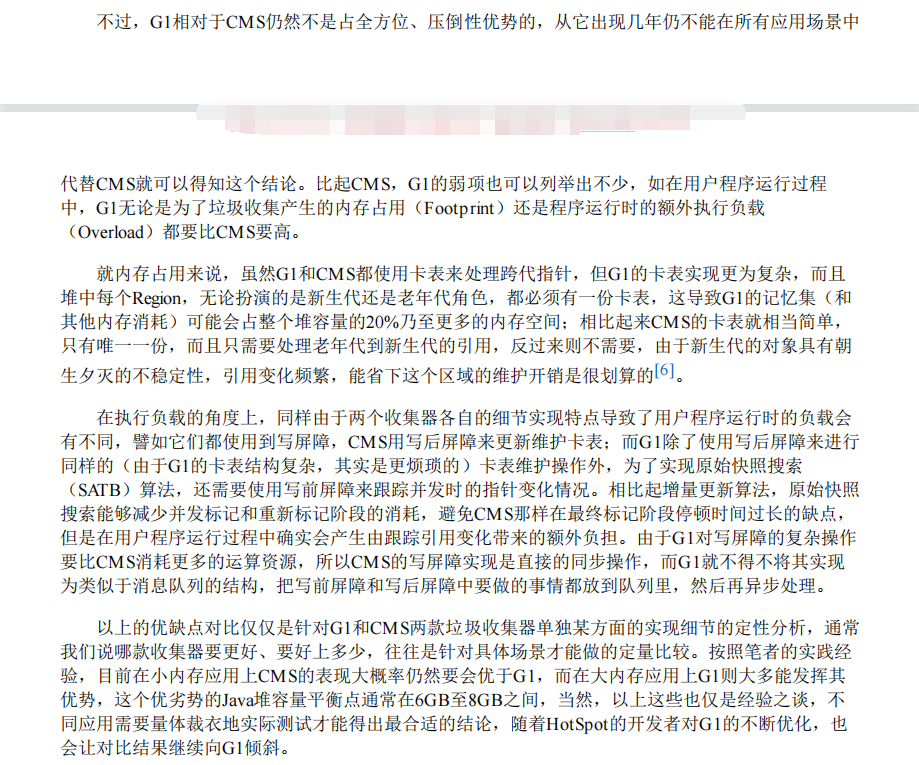 不过，G1相对于CMS仍然不是占全方位、压倒性优势的，从它出现几年仍不能在所有应用场景中
代替CMS就可以得知这个结论。比起CMS，G1的弱项也可以列举出不少，如在用户程序运行过程
中，G1无论是为了垃圾收集产生的内存占用（Footprint）还是程序运行时的额外执行负载
（Overload）都要比CMS要高。
就内存占用来说，虽然G1和CMS都使用卡表来处理跨代指针，但G1的卡表实现更为复杂，而且
堆中每个Region，无论扮演的是新生代还是老年代角色，都必须有一份卡表，这导致G1的记忆集（和
其他内存消耗）可能会占整个堆容量的20%乃至更多的内存空间；相比起来CMS的卡表就相当简单，
只有唯一一份，而且只需要处理老年代到新生代的引用，反过来则不需要，由于新生代的对象具有朝
生夕灭的不稳定性，引用变化频繁，能省下这个区域的维护开销是很划算的[6]。
在执行负载的角度上，同样由于两个收集器各自的细节实现特点导致了用户程序运行时的负载会
有不同，譬如它们都使用到写屏障，CMS用写后屏障来更新维护卡表；而G1除了使用写后屏障来进行
同样的（由于G1的卡表结构复杂，其实是更烦琐的）卡表维护操作外，为了实现原始快照搜索
（SATB）算法，还需要使用写前屏障来跟踪并发时的指针变化情况。相比起增量更新算法，原始快照
搜索能够减少并发标记和重新标记阶段的消耗，避免CMS那样在最终标记阶段停顿时间过长的缺点，
但是在用户程序运行过程中确实会产生由跟踪引用变化带来的额外负担。由于G1对写屏障的复杂操作
要比CMS消耗更多的运算资源，所以CMS的写屏障实现是直接的同步操作，而G1就不得不将其实现
为类似于消息队列的结构，把写前屏障和写后屏障中要做的事情都放到队列里，然后再异步处理。
以上的优缺点对比仅仅是针对G1和CMS两款垃圾收集器单独某方面的实现细节的定性分析，通常
我们说哪款收集器要更好、要好上多少，往往是针对具体场景才能做的定量比较。按照笔者的实践经
验，目前在小内存应用上CMS的表现大概率仍然要会优于G1，而在大内存应用上G1则大多能发挥其
优势，这个优劣势的Java堆容量平衡点通常在6GB至8GB之间，当然，以上这些也仅是经验之谈，不
同应用需要量体裁衣地实际测试才能得出最合适的结论，随着HotSpot的开发者对G1的不断优化，也
会让对比结果继续向G1倾斜。